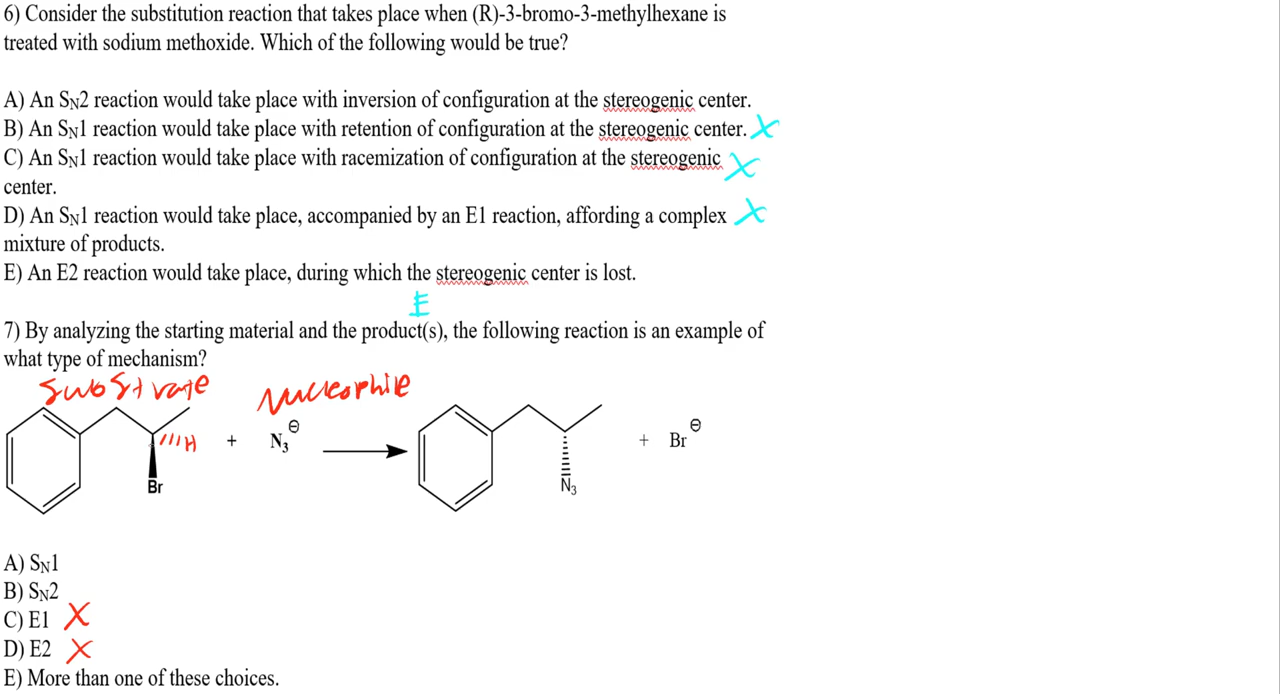 6) Consider the substitution reaction that takes place when (R)-3-bromo-3-methylhexane is
treated with sodium methoxide. Which of the following would be true?
A) An SN2 reaction would take place with inversion of configuration at the stereogenic center.
B) An SN1 reaction would take place with retention of configuration at the stereogenic center. X
C) An SN1 reaction would take place with racemization of configuration at the stereogenic X
center.
D) An SN1 reaction would take place, accompanied by an E1 reaction, affording a complex X
mixture of products.
E) An E2 reaction would take place, during which the stereogenic center is lost.
E
7) By analyzing the starting material and the product(s), the following reaction is an example of
what type of mechanism?
Substrate Nucleophile
H + N3 ⊖ + Br ⊖
Br N3
A) SN1
B) SN2
C) E1 X
D) E2 X
E) More than one of these choices.